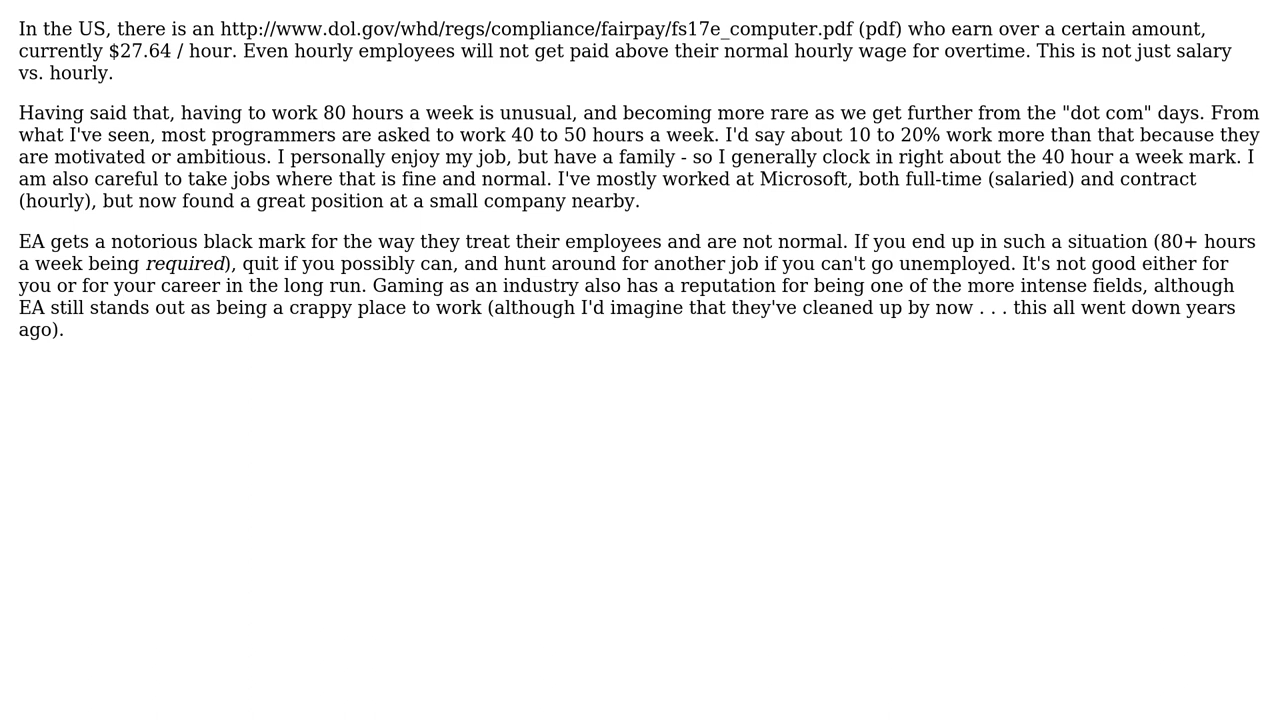 In the US, there is an http://www.dol.gov/whd/regs/compliance/fairpay/fs17e_computer.pdf (pdf) who earn over a certain amount,
currently $27.64 / hour. Even hourly employees will not get paid above their normal hourly wage for overtime. This is not just salary
vs. hourly.
Having said that, having to work 80 hours a week is unusual, and becoming more rare as we get further from the "dot com" days. From
what I've seen, most programmers are asked to work 40 to 50 hours a week. I'd say about 10 to 20% work more than that because they
are motivated or ambitious. I personally enjoy my job, but have a family - so I generally clock in right about the 40 hour a week mark. I
am also careful to take jobs where that is fine and normal. I've mostly worked at Microsoft, both full-time (salaried) and contract
(hourly), but now found a great position at a small company nearby.
EA gets a notorious black mark for the way they treat their employees and are not normal. If you end up in such a situation (80+ hours
a week being required), quit if you possibly can, and hunt around for another job if you can't go unemployed. It's not good either for
you or for your career in the long run. Gaming as an industry also has a reputation for being one of the more intense fields, although
EA still stands out as being a crappy place to work (although I'd imagine that they've cleaned up by now . . . this all went down years
ago).